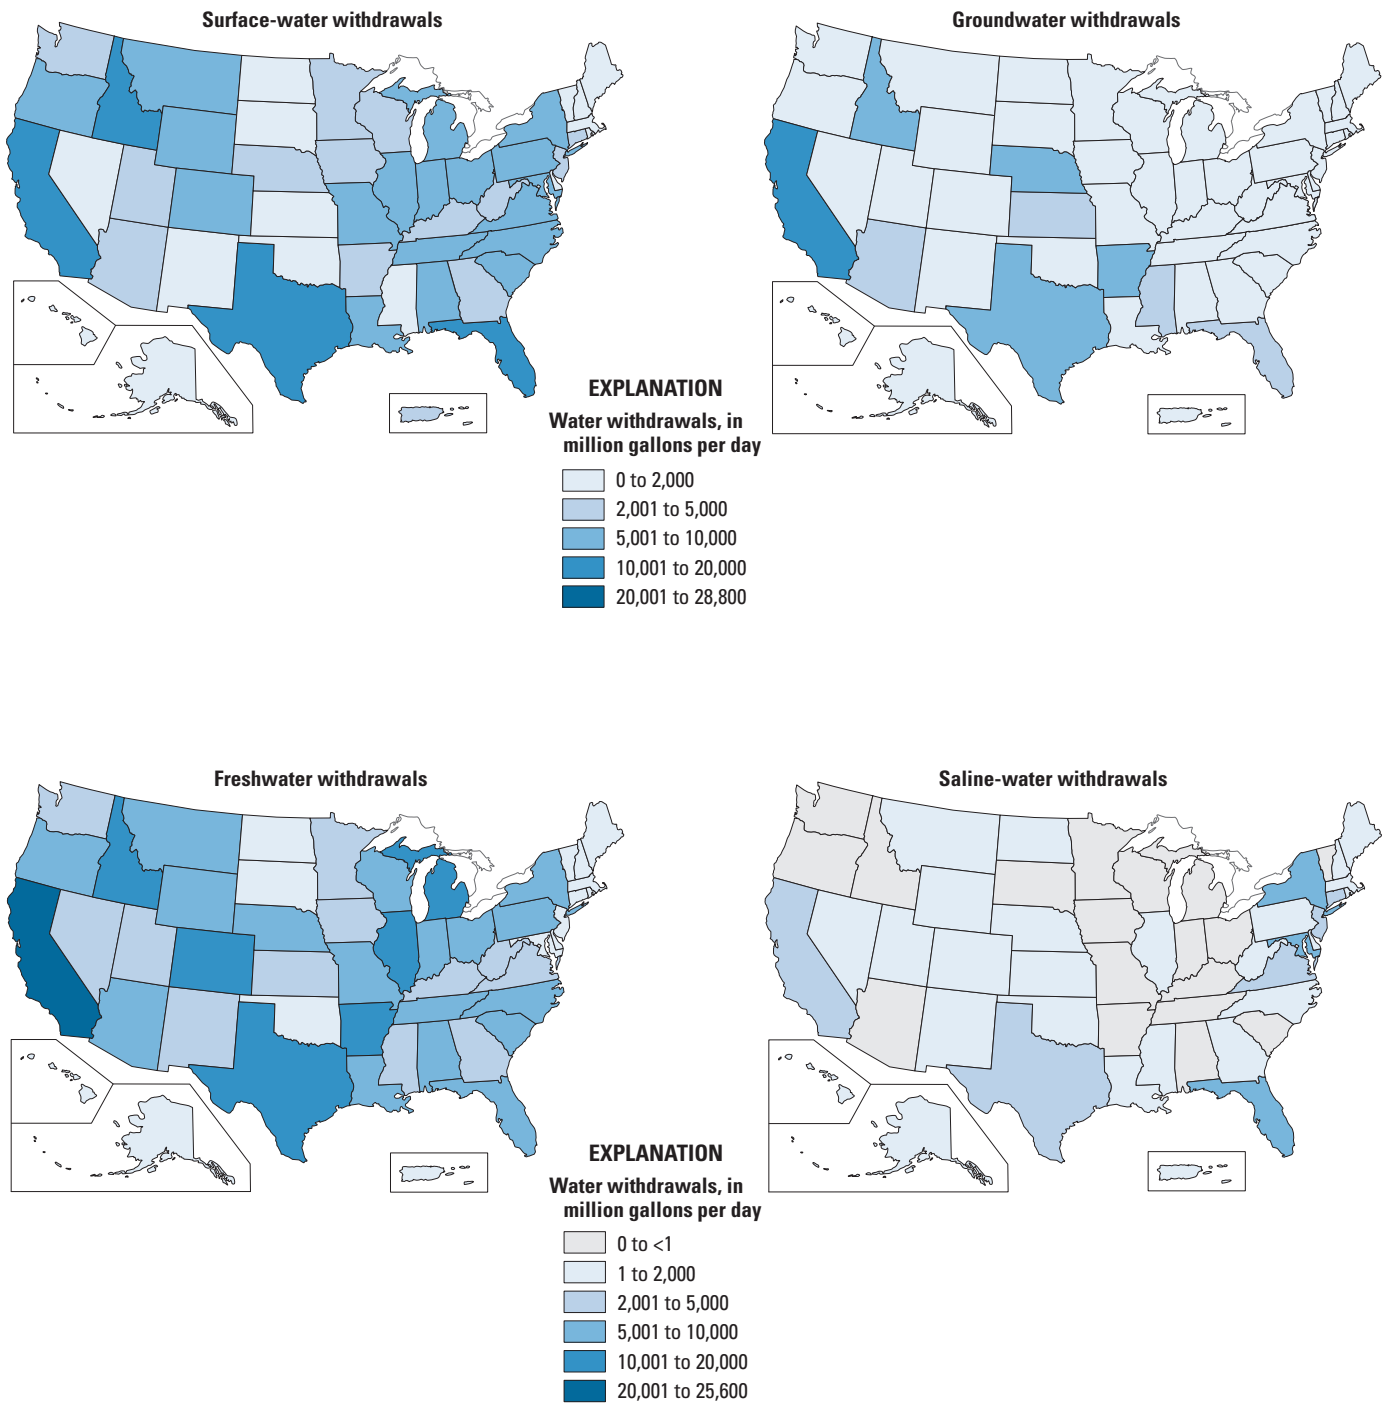 Surface-water withdrawals
Groundwater withdrawals
EXPLANATION
Water withdrawals, in
million gallons per day
0 to 2,000
2,001 to 5,000
5,001 to 10,000
10,001 to 20,000
20,001 to 28,800
Freshwater withdrawals
Saline-water withdrawals
EXPLANATION
Water withdrawals, in
million gallons per day
0 to <1
1 to 2,000
2,001 to 5,000
5,001 to 10,000
10,001 to 20,000
20,001 to 25,600